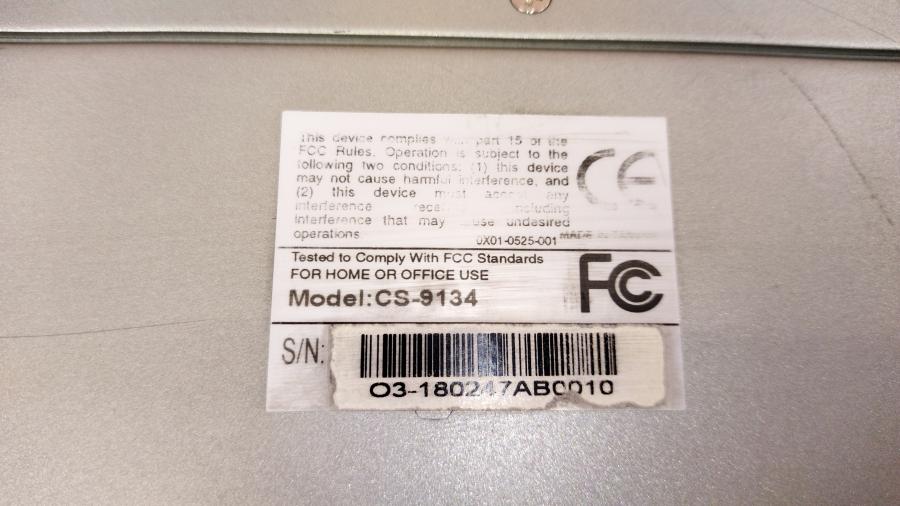 This device complies with part 15 of the
FCC Rules. Operation is subject to the
following two conditions: (1) this device
may not cause harmful interference, and
(2) this device must accept any
interference including
interference that may cause undesired
operations
0X01-0525-001 MADE
CE
Tested to Comply With FCC Standards
FOR HOME OR OFFICE USE
Model:CS-9134
FC
S/N:
O3-180247AB0010